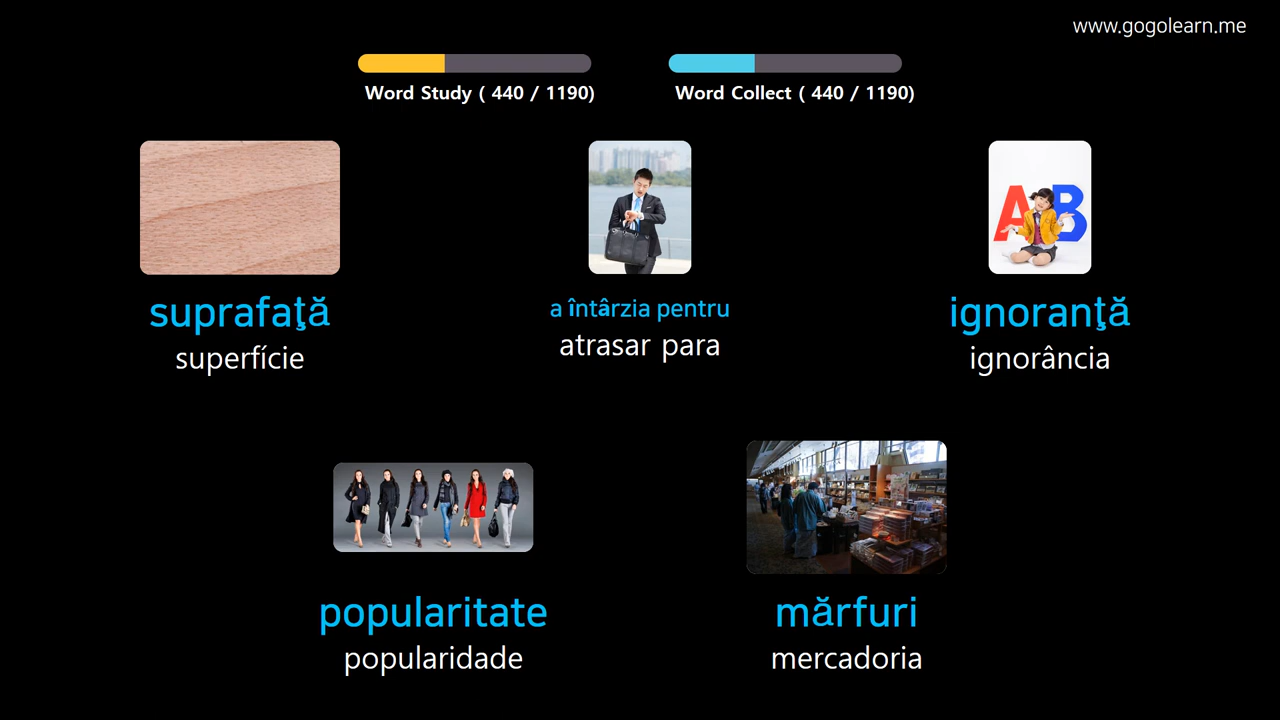 www.gogolearn.me
Word Study ( 440 / 1190)
Word Collect ( 440 / 1190)
suprafaţă
superfície
a întârzia pentru
atrasar para
ignoranţă
ignorância
A B
popularitate
popularidade
mărfuri
mercadoria